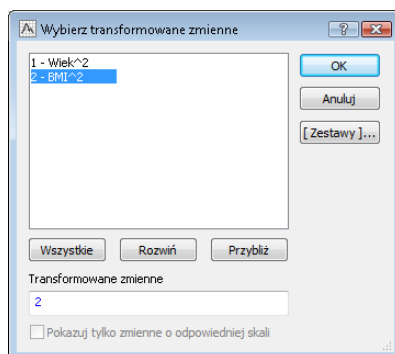 Wybierz transformowane zmienne
1 - Wiek^2
2 - BMI^2
OK
Anuluj
[ Zestawy ]...
Wszystkie Rozwiń Przybliż
Transformowane zmienne
2
Pokazuj tylko zmienne o odpowiedniej skali